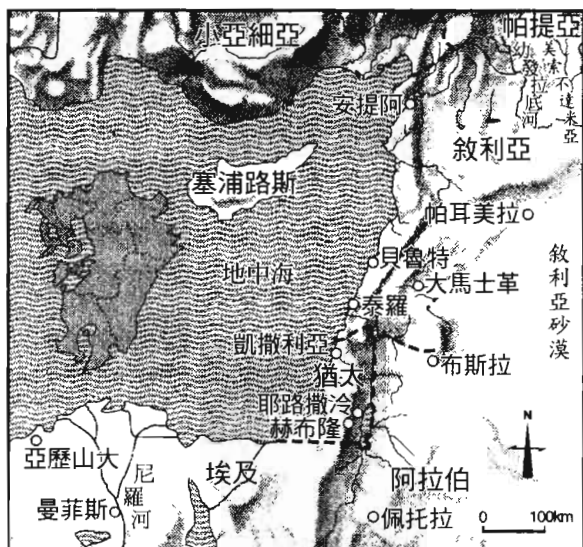 小亞細亞
帕提亞
幼發拉底河
美索不達米亞
安提阿
敘利亞
塞浦路斯
帕耳美拉
地中海
貝魯特
大馬士革
敘利亞砂漠
泰羅
凱撒利亞
布斯拉
猶太
耶路撒冷
赫布隆
N
亞歷山大
尼羅河
埃及
阿拉伯
曼菲斯
佩托拉
0 100km